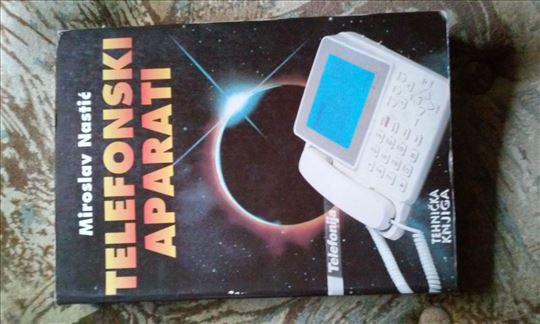 Miroslav Nastić
TELEFONSKI
APARATI
Telefonija
TEHNIČKA
KNJIGA